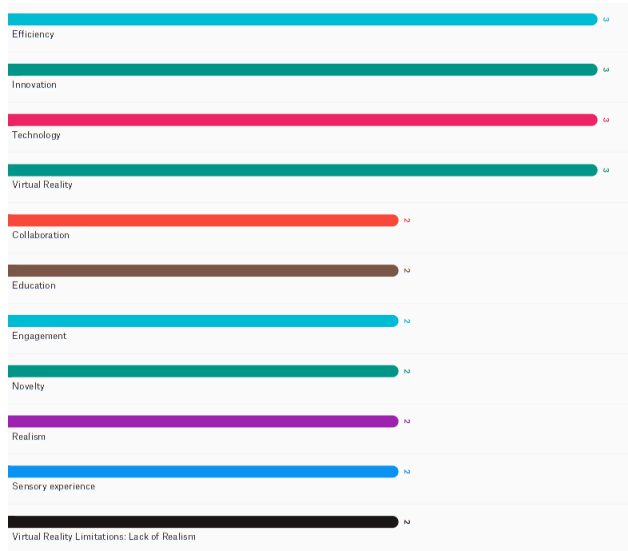 3
Efficiency
3
Innovation
3
Technology
3
Virtual Reality
2
Collaboration
2
Education
2
Engagement
2
Novelty
2
Realism
2
Sensory experience
2
Virtual Reality Limitations: Lack of Realism